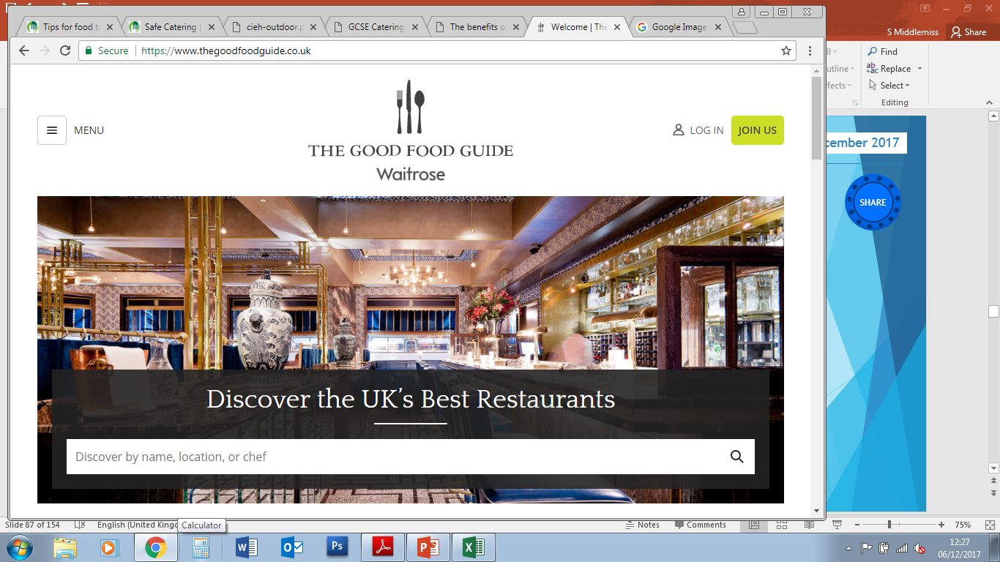 S Middlemiss
Share
Tips for food b
Safe Catering |
cieh-outdoor.p
GCSE Catering
The benefits o
Welcome | The
Google Image
Secure
https://www.thegoodfoodguide.co.uk
Find
Replace
Select
Editing
utline
ffects
MENU
LOG IN
JOIN US
THE GOOD FOOD GUIDE
Waitrose
cember 2017
SHARE
Discover the UK's Best Restaurants
Discover by name, location, or chef
Slide 87 of 154
English (United Kingd
Calculator
Notes
Comments
75%
12:27
06/12/2017